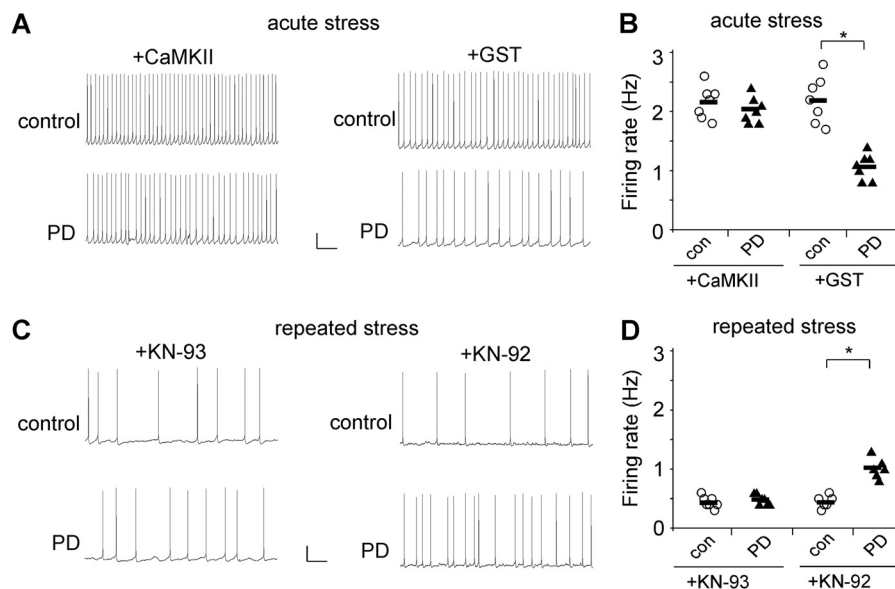 A acute stress
+CaMKII +GST
control control
PD PD
B acute stress
Firing rate (Hz)
3
2
1
0
con PD con PD
+CaMKII +GST
*
C repeated stress
+KN-93 +KN-92
control control
PD PD
D repeated stress
Firing rate (Hz)
3
2
1
0
con PD con PD
+KN-93 +KN-92
*